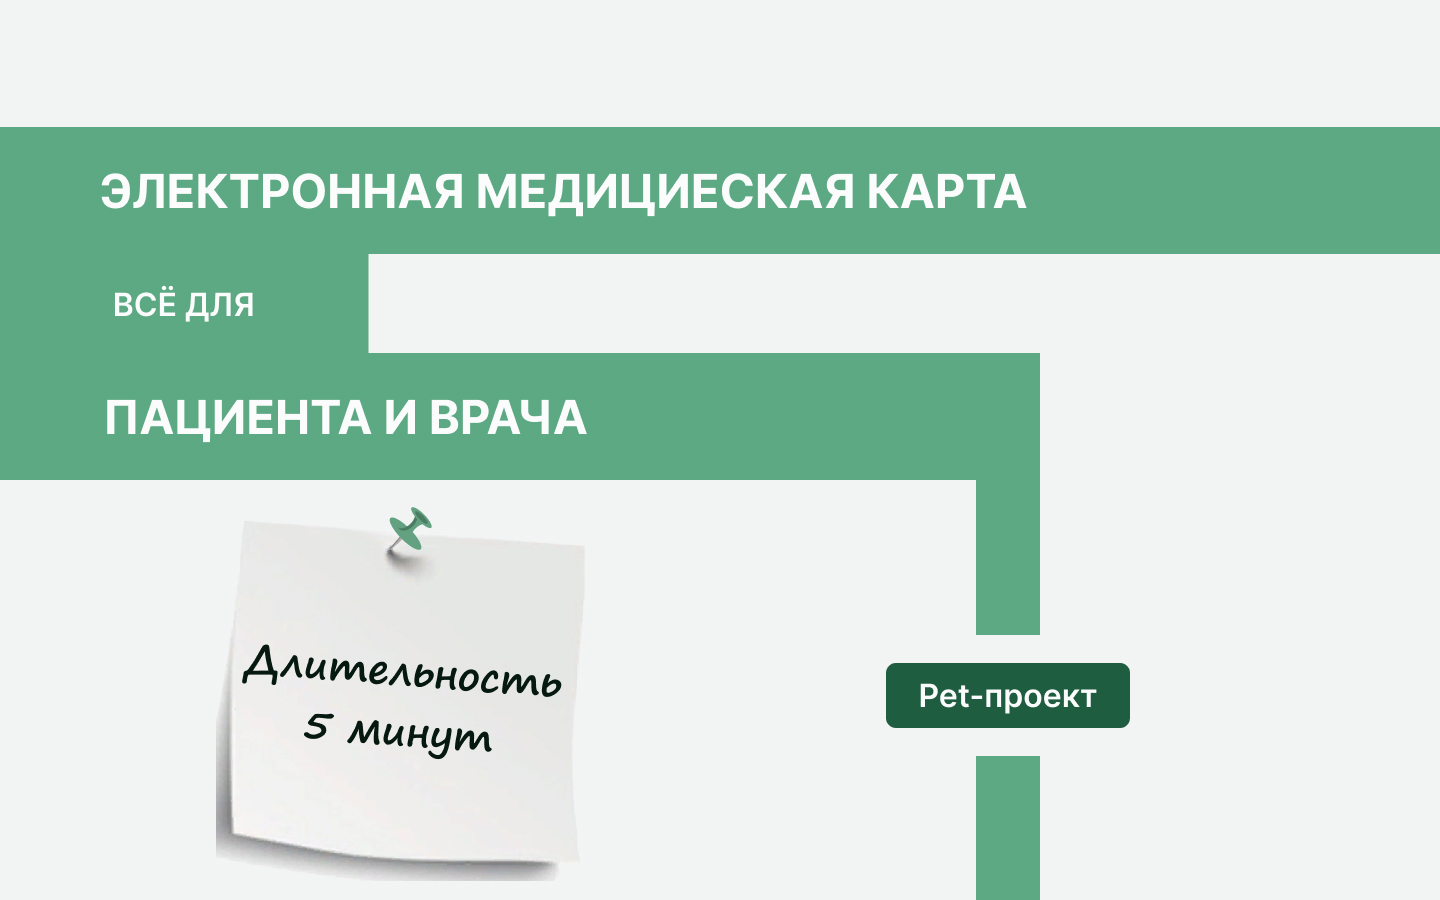 ЭЛЕКТРОННАЯ МЕДИЦИЕСКАЯ КАРТА
ВСЁ ДЛЯ
ПАЦИЕНТА И ВРАЧА
Длительность
5 минут
Pet-проект